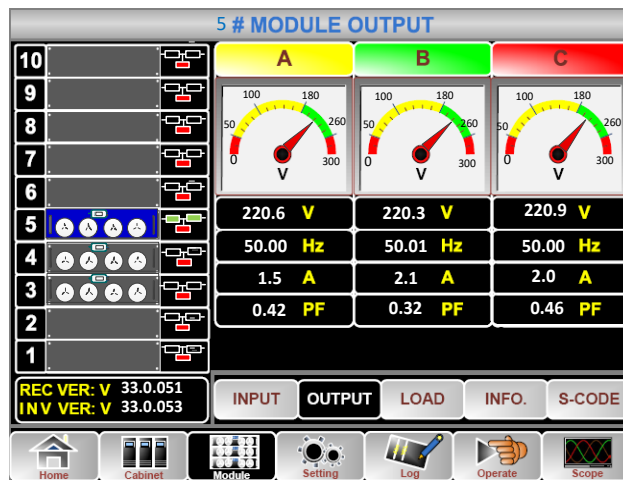 5 # MODULE OUTPUT
10
9
8
7
6
5
4
3
2
1
A B C
0 50 100 180 260 300 V
0 50 100 180 260 300 V
0 50 100 180 260 300 V
220.6 V 220.3 V 220.9 V
50.00 Hz 50.01 Hz 50.00 Hz
1.5 A 2.1 A 2.0 A
0.42 PF 0.32 PF 0.46 PF
REC VER: V 33.0.051
INV VER: V 33.0.053
INPUT OUTPUT LOAD INFO. S-CODE
Home Cabinet Module Setting Log Operate Scope